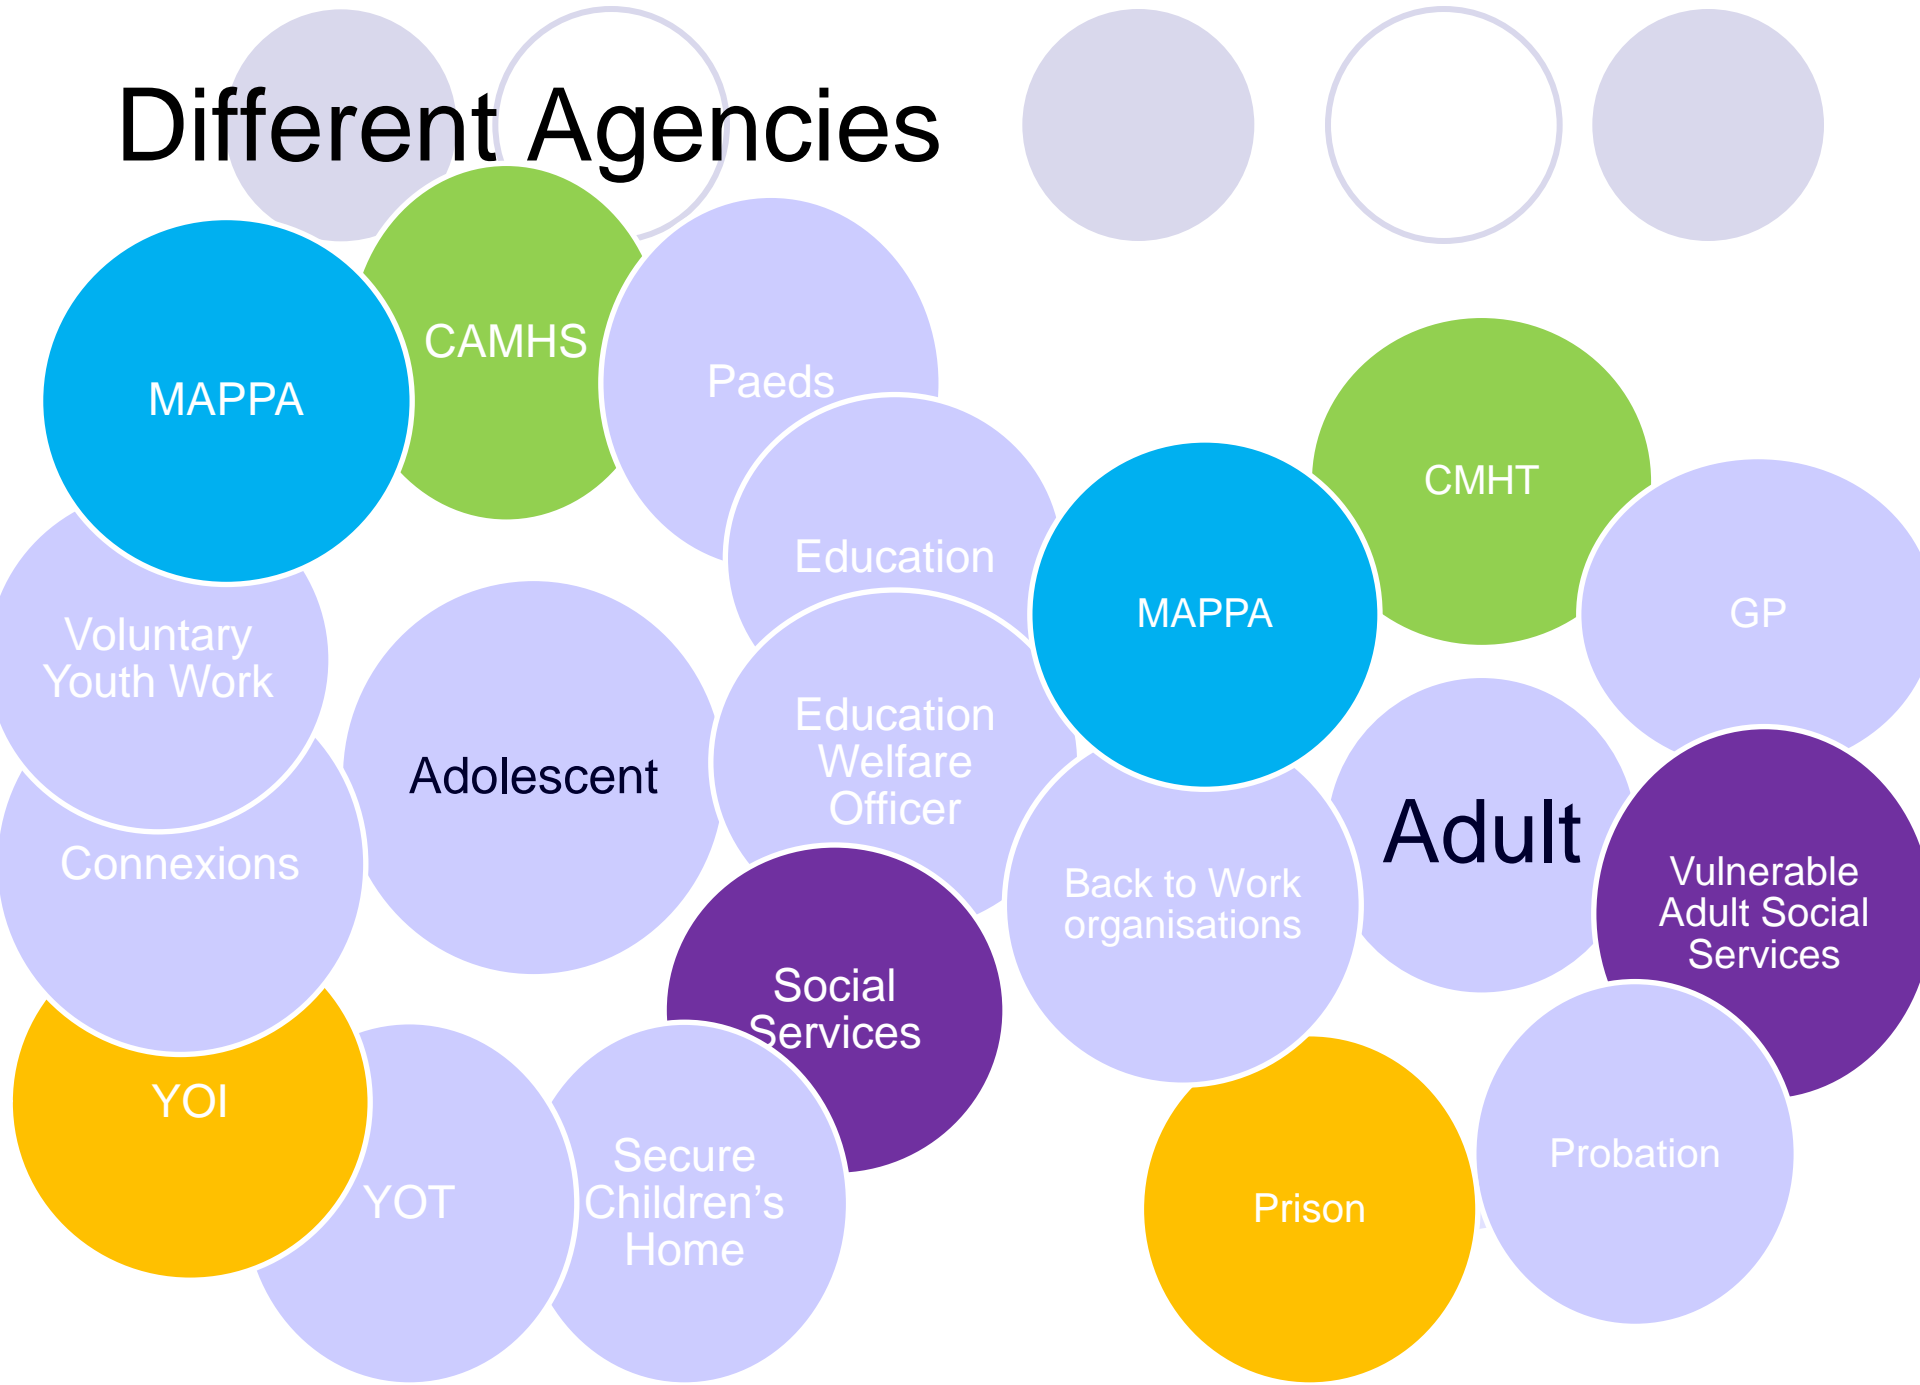 Different Agencies
CAMHS
MAPPA
Paeds
Education
Education
Welfare
Officer
Voluntary
Youth Work
Adolescent
Connexions
Social
Services
YOI
YOT
Secure
Children’s
Home
CMHT
MAPPA
GP
Adult
Back to Work
organisations
Vulnerable
Adult Social
Services
Probation
Prison